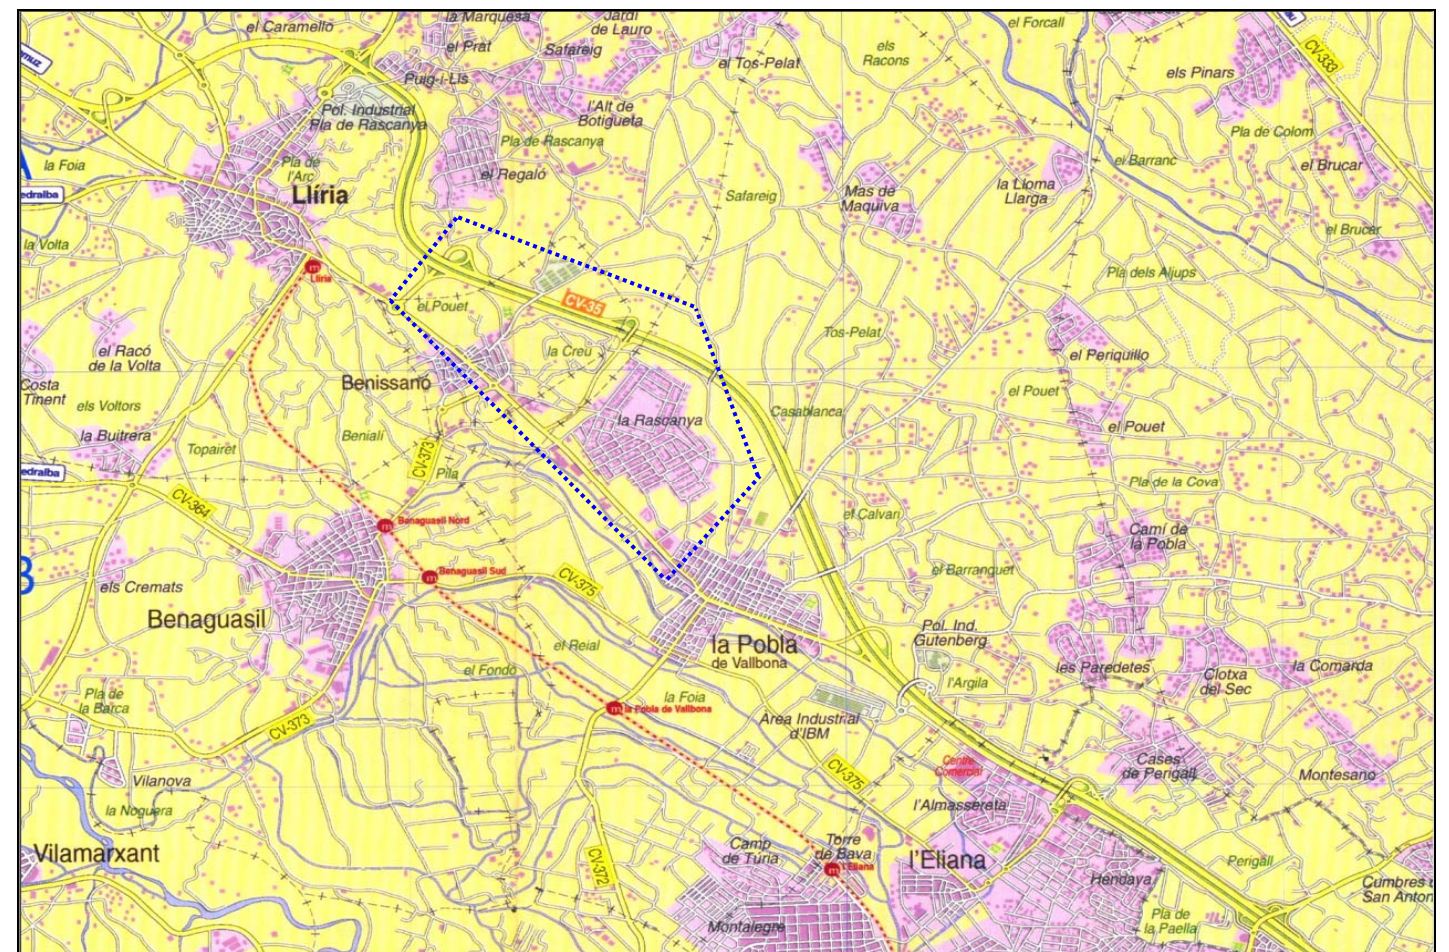 el Caramello
la Marquesa
Jardí
de Lauro
el Forcall
el Prat
Safareig
els
Racons
el Tos-Pelat
CV-333
els Pinars
Puig-i-Lis
Pol. Industrial
Pla de Rascanya
l'Alt de
Botigueta
Pla de Rascanya
Pla de Colom
la Foia
Pla de
l'Arc
el Regaló
el Barranc
el Brucar
Llíria
Safareig
Mas de
Maquiva
la Lloma
Llarga
la Volta
el Brucar
Llíria
Pla dels Aljups
el Pouet
CV-35
Tos-Pelat
el Racó
de la Volta
la Creu
el Periquillo
Costa
Tinent
Benissanó
el Pouet
els Voltors
Casablanca
la Rascanya
el Pouet
la Buitrera
Benialí
Topairet
CV-373
Pila
Pla de la Cova
CV-364
el Calvari
Benaguasil Nord
Camí de
la Pobla
B
Benaguasil Sud
CV-375
el Barranquet
els Cremats
Benaguasil
la Pobla
de Vallbona
Pol. Ind.
Gutenberg
el Reial
el Fondo
les Paredetes
Clotxa
del Sec
la Comarda
l'Argila
Pla de
la Barca
la Foia
la Pobla de Vallbona
CV-373
Àrea Industrial
d'IBM
Centre
Comercial
Cases
de Perigall
Montesano
Vilanova
CV-375
la Noguera
l'Almassereta
Vilamarxant
Camp
de Túria
Torre
de Bava
l'Eliana
l'Eliana
CV-372
Perigall
Hendaya
Cumbres
San Anton
Montalegre
Pla de
la Paella